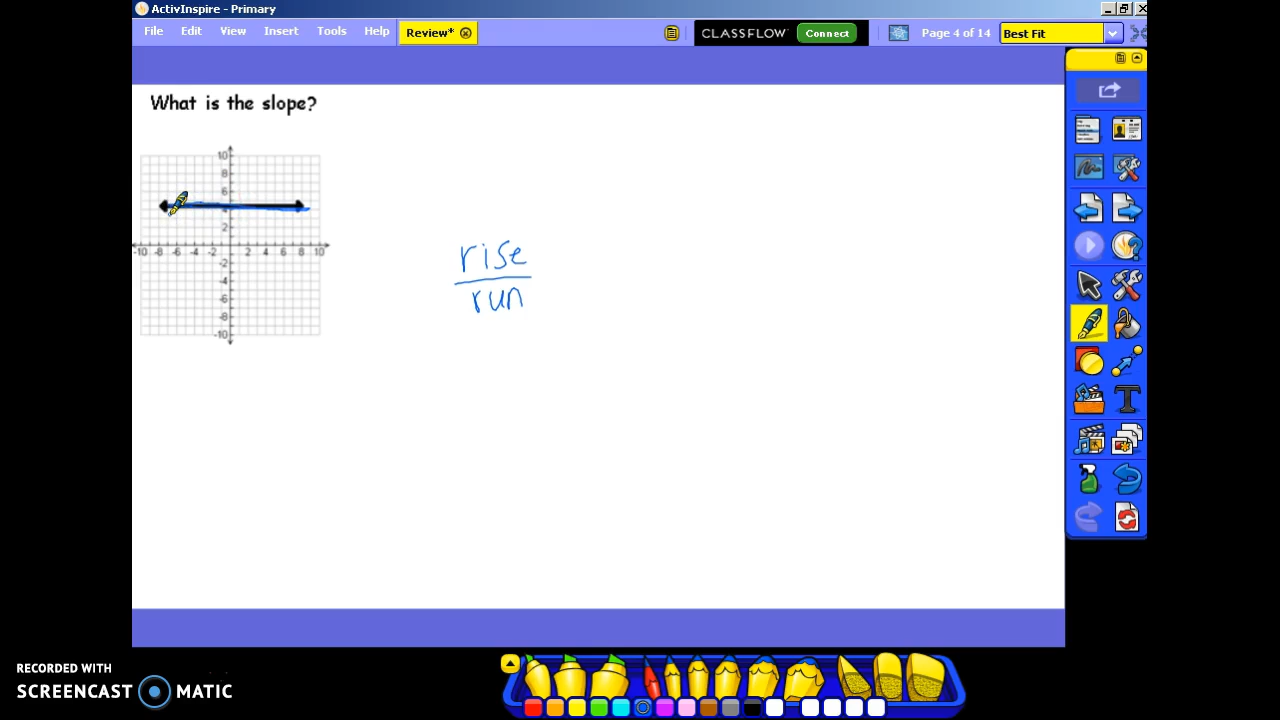 ActivInspire - Primary
File Edit View Insert Tools Help Review* CLASSFLOW Connect Page 4 of 14 Best Fit
What is the slope?
10
8
6
4
2
-10 -8 -6 -4 -2 2 4 6 8 10
-2
-4
-6
-8
-10
rise
run
RECORDED WITH
SCREENCAST MATIC